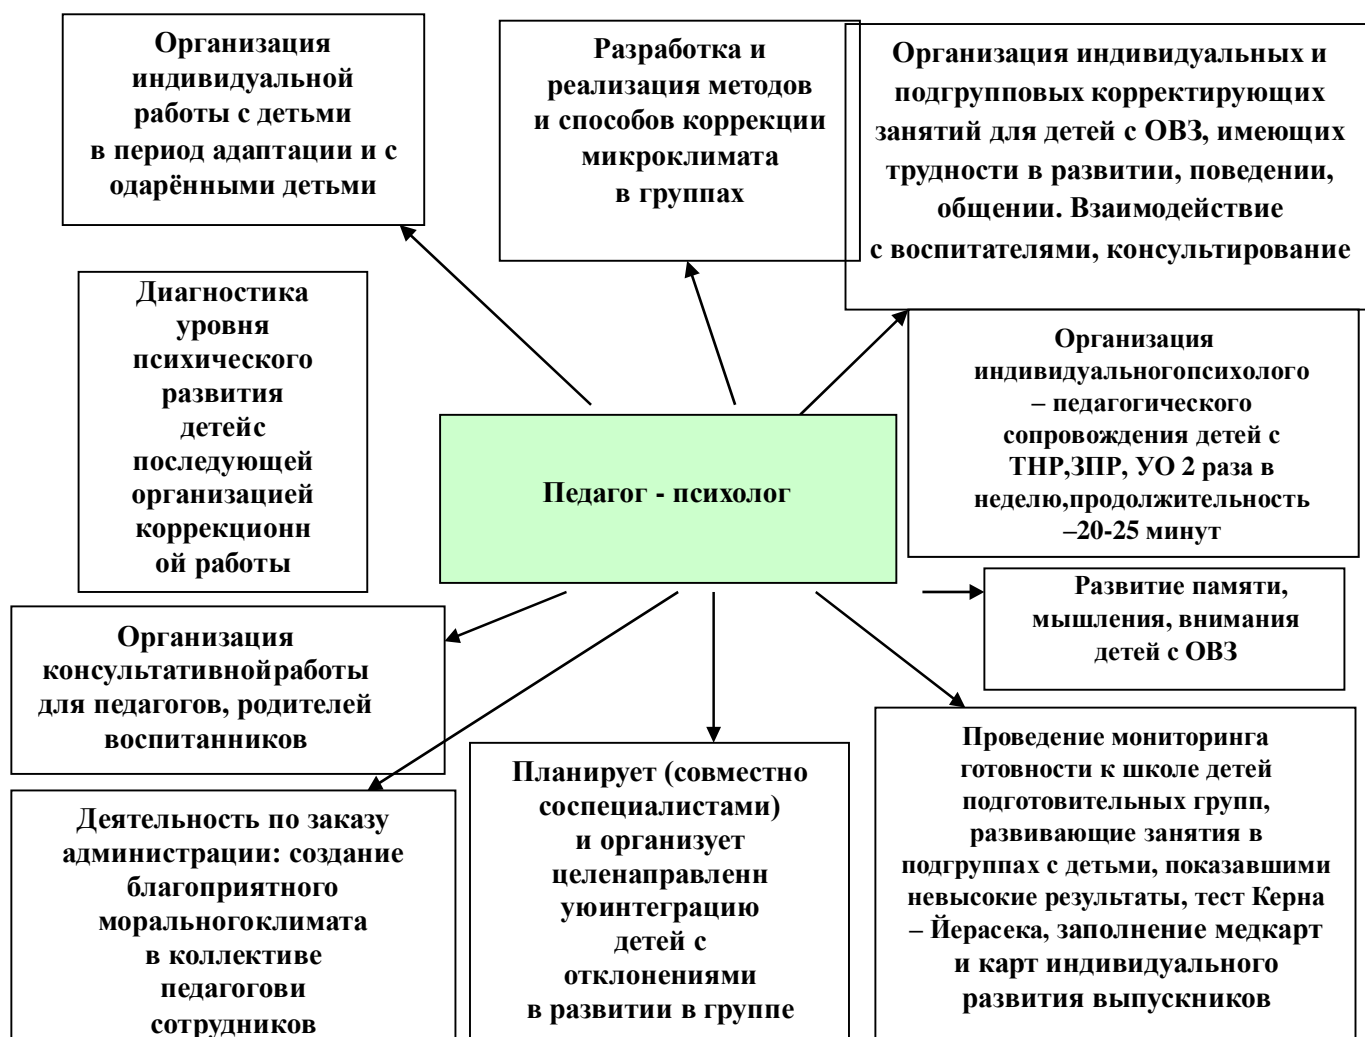 Организация
индивидуальной
работы с детьми
в период адаптации и с
одарёнными детьми
Разработка и
реализация методов
и способов коррекции
микроклимата
в группах
Организация индивидуальных и
подгрупповых корректирующих
занятий для детей с ОВЗ, имеющих
трудности в развитии, поведении,
общении. Взаимодействие
с воспитателями, консультирование
Диагностика
уровня
психического
развития
детейс
последующей
организацией
коррекционн
ой работы
Организация
индивидуальногопсихолого
– педагогического
сопровождения детей с
ТНР,ЗПР, УО 2 раза в
неделю,продолжительность
–20-25 минут
Педагог - психолог
Развитие памяти,
мышления, внимания
детей с ОВЗ
Организация
консультативнойработы
для педагогов, родителей
воспитанников
Деятельность по заказу
администрации: создание
благоприятного
моральногоклимата
в коллективе
педагогови
сотрудников
Планирует (совместно
соспециалистами)
и организует
целенаправленн
уюинтеграцию
детей с
отклонениями
в развитии в группе
Проведение мониторинга
готовности к школе детей
подготовительных групп,
развивающие занятия в
подгруппах с детьми, показавшими
невысокие результаты, тест Керна
– Йерасека, заполнение медкарт
и карт индивидуального
развития выпускников